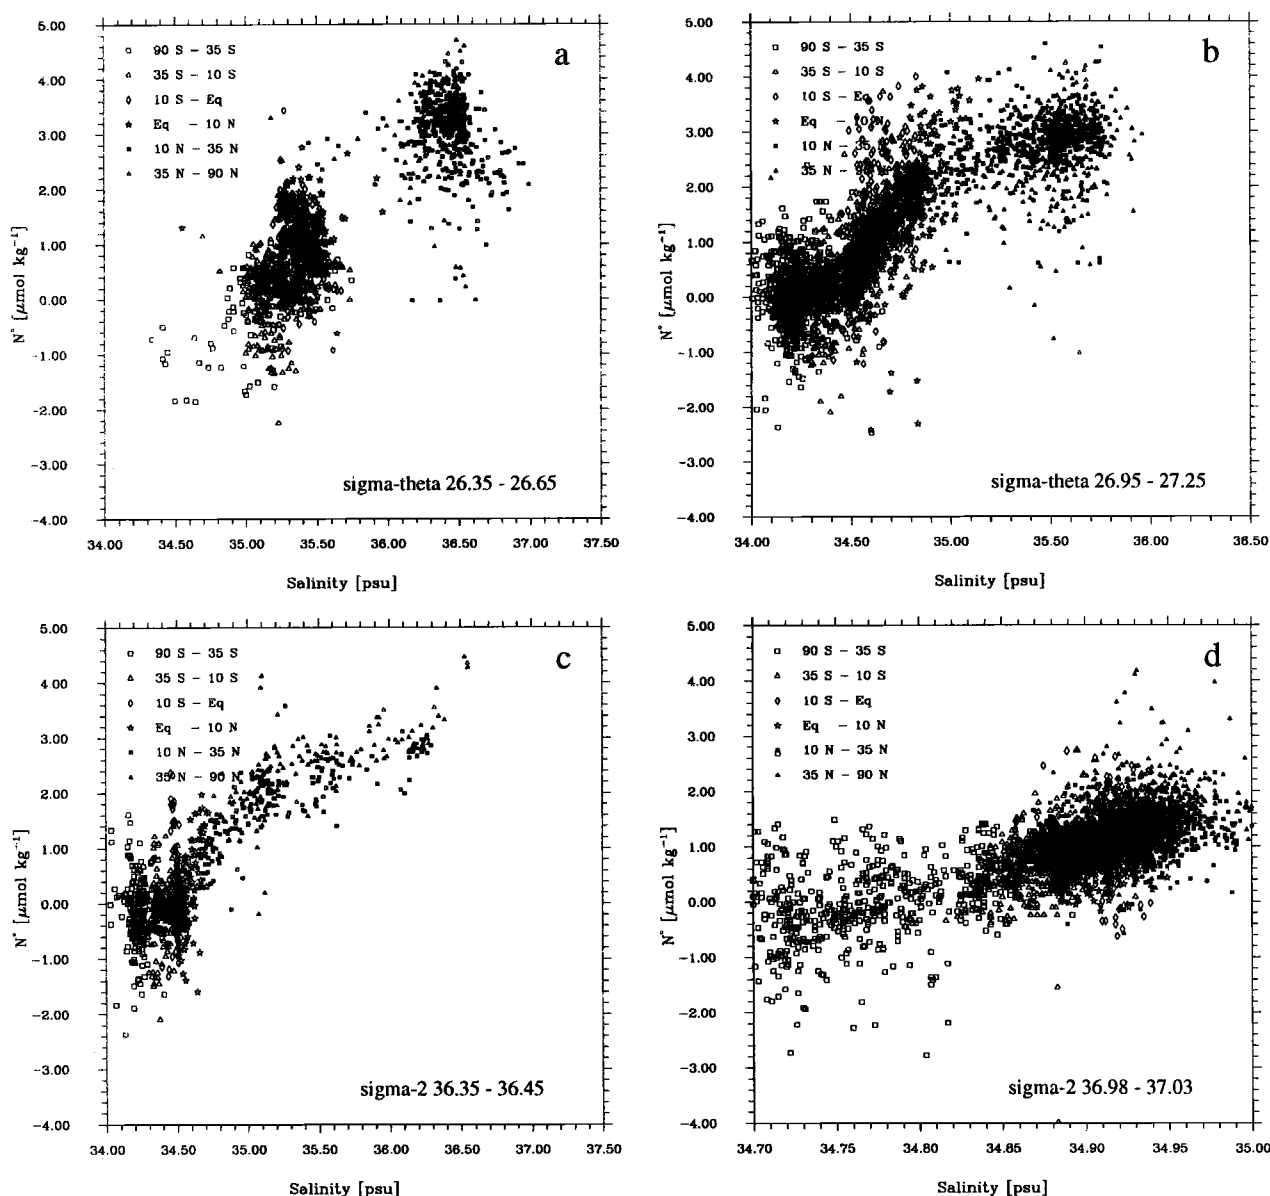 a
5.00
4.00
3.00
2.00
1.00
0.00
−1.00
−2.00
−3.00
−4.00
N* [μmol kg⁻¹]
90 S − 35 S
35 S − 10 S
10 S − Eq
Eq − 10 N
10 N − 35 N
35 N − 90 N
sigma-theta 26.35 - 26.65
34.00 34.50 35.00 35.50 36.00 36.50 37.00 37.50
Salinity [psu]
b
5.00
4.00
3.00
2.00
1.00
0.00
−1.00
−2.00
−3.00
−4.00
N* [μmol kg⁻¹]
90 S − 35 S
35 S − 10 S
10 S − Eq
Eq − 10 N
10 N − 35
35 N − 90
sigma-theta 26.95 - 27.25
34.00 34.50 35.00 35.50 36.00 36.50
Salinity [psu]
c
5.00
4.00
3.00
2.00
1.00
0.00
−1.00
−2.00
−3.00
−4.00
N* [μmol kg⁻¹]
90 S − 35 S
35 S − 10 S
10 S − Eq
Eq − 10 N
10 N − 35 N
35 N − 90 N
sigma-2 36.35 - 36.45
34.00 34.50 35.00 35.50 36.00 36.50 37.00 37.50
Salinity [psu]
d
5.00
4.00
3.00
2.00
1.00
0.00
−1.00
−2.00
−3.00
−4.00
N* [μmol kg⁻¹]
90 S − 35 S
35 S − 10 S
10 S − Eq
Eq − 10 N
10 N − 35 N
35 N − 90 N
sigma-2 36.98 - 37.03
34.70 34.75 34.80 34.85 34.90 34.95 35.00
Salinity [psu]